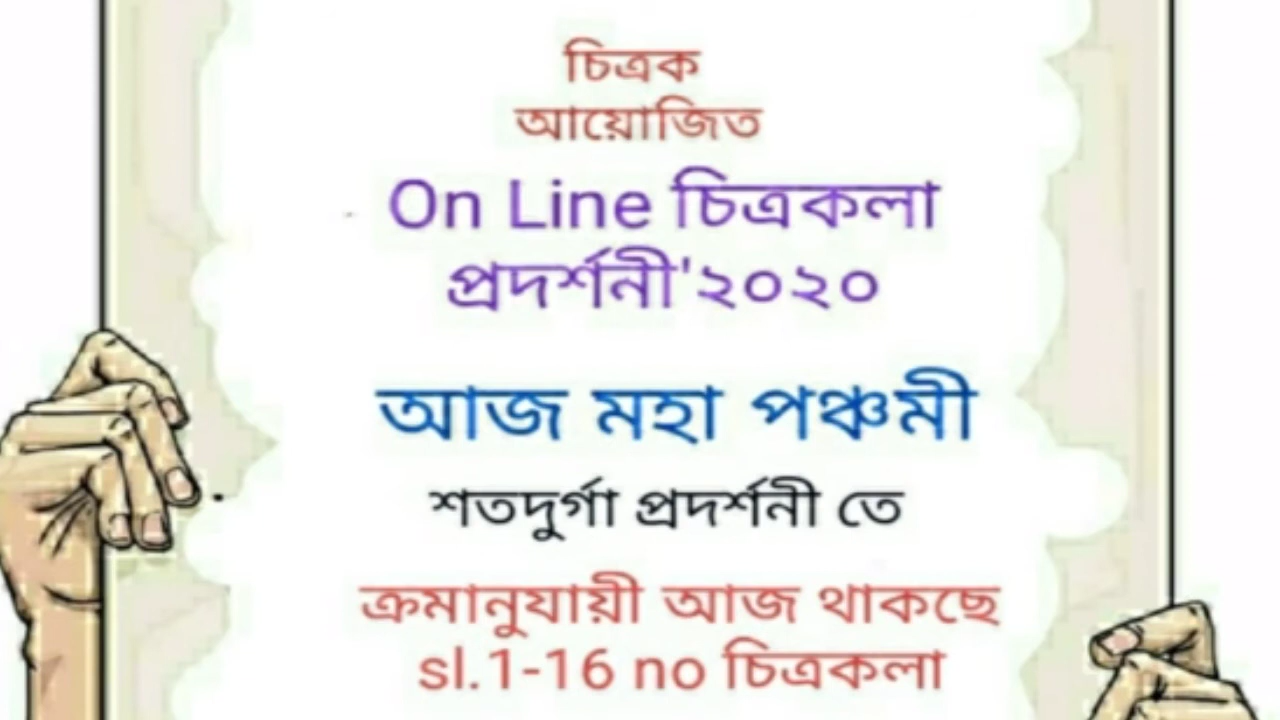 চিত্রক
আয়োজিত
On Line চিত্রকলা
প্রদর্শনী'২০২০
আজ মহা পঞ্চমী
শতদুর্গা প্রদর্শনী তে
ক্রমানুযায়ী আজ থাকছে
sl.1-16 no চিত্রকলা